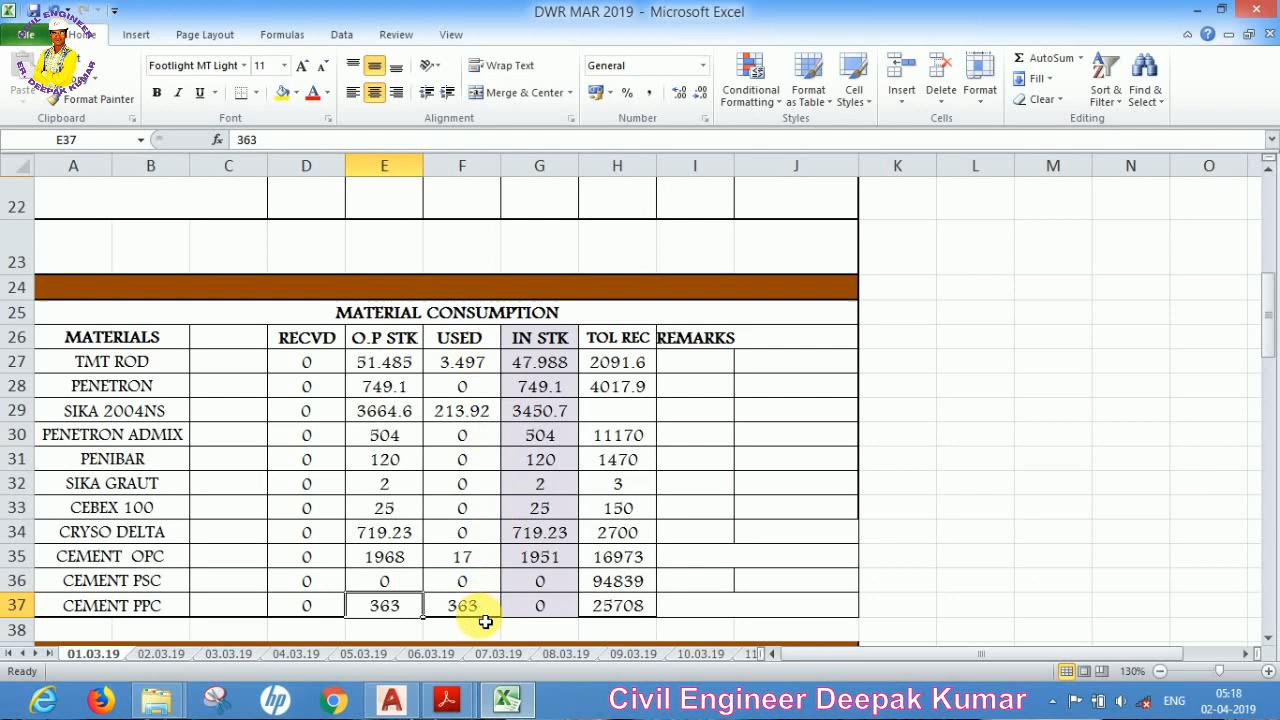 DWR MAR 2019 - Microsoft Excel
CIVIL ENGINEER
ER. DEEPAK KUMAR
File Home Insert Page Layout Formulas Data Review View
Paste Format Painter
Footlight MT Light 11
B I U A
Wrap Text
Merge & Center
General
% ,
Conditional Formatting Format as Table Cell Styles
Insert Delete Format
Σ AutoSum
Fill
Clear
Sort & Filter Find & Select
Clipboard Font Alignment Number Styles Cells Editing
E37 fx 363
A B C D E F G H I J K L M N O
22
23
24
25 MATERIAL CONSUMPTION
26 MATERIALS RECVD O.P STK USED IN STK TOL REC REMARKS
27 TMT ROD 0 51.485 3.497 47.988 2091.6
28 PENETRON 0 749.1 0 749.1 4017.9
29 SIKA 2004NS 0 3664.6 213.92 3450.7
30 PENETRON ADMIX 0 504 0 504 11170
31 PENIBAR 0 120 0 120 1470
32 SIKA GRAUT 0 2 0 2 3
33 CEBEX 100 0 25 0 25 150
34 CRYSO DELTA 0 719.23 0 719.23 2700
35 CEMENT OPC 0 1968 17 1951 16973
36 CEMENT PSC 0 0 0 0 94839
37 CEMENT PPC 0 363 363 0 25708
38
01.03.19 02.03.19 03.03.19 04.03.19 05.03.19 06.03.19 07.03.19 08.03.19 09.03.19 10.03.19 11
Ready 130%
Civil Engineer Deepak Kumar
ENG
05:18
02-04-2019